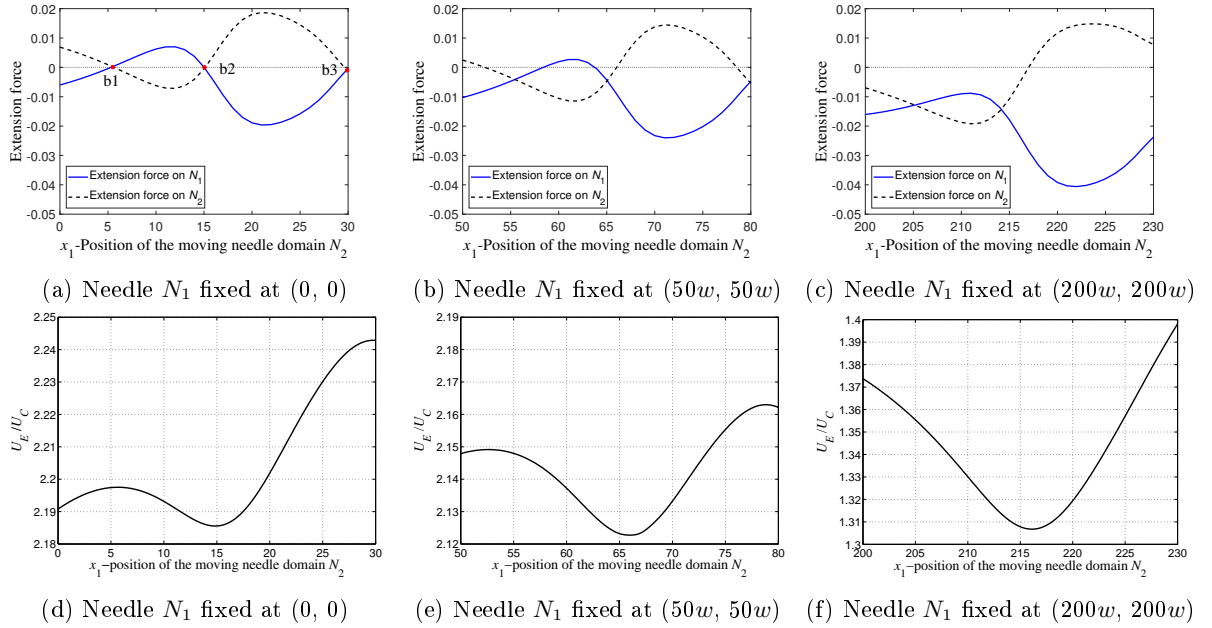 0.02
0.01
0
-0.01
-0.02
-0.03
-0.04
-0.05
Extension force
b1
b2
b3
Extension force on N1
Extension force on N2
0 5 10 15 20 25 30
x1-Position of the moving needle domain N2
(a) Needle N1 fixed at (0, 0)
0.02
0.01
0
-0.01
-0.02
-0.03
-0.04
-0.05
Extension force
Extension force on N1
Extension force on N2
50 55 60 65 70 75 80
x1-Position of the moving needle domain N2
(b) Needle N1 fixed at (50w, 50w)
0.02
0.01
0
-0.01
-0.02
-0.03
-0.04
-0.05
Extension force
Extension force on N1
Extension force on N2
200 205 210 215 220 225 230
x1-Position of the moving needle domain N2
(c) Needle N1 fixed at (200w, 200w)
2.25
2.24
2.23
2.22
2.21
2.2
2.19
2.18
UE/UC
0 5 10 15 20 25 30
x1-position of the moving needle domain N2
(d) Needle N1 fixed at (0, 0)
2.19
2.18
2.17
2.16
2.15
2.14
2.13
2.12
UE/UC
50 55 60 65 70 75 80
x1-position of the moving needle domain N2
(e) Needle N1 fixed at (50w, 50w)
1.4
1.39
1.38
1.37
1.36
1.35
1.34
1.33
1.32
1.31
1.3
UE/UC
200 205 210 215 220 225 230
x1-position of the moving needle domain N2
(f) Needle N1 fixed at (200w, 200w)